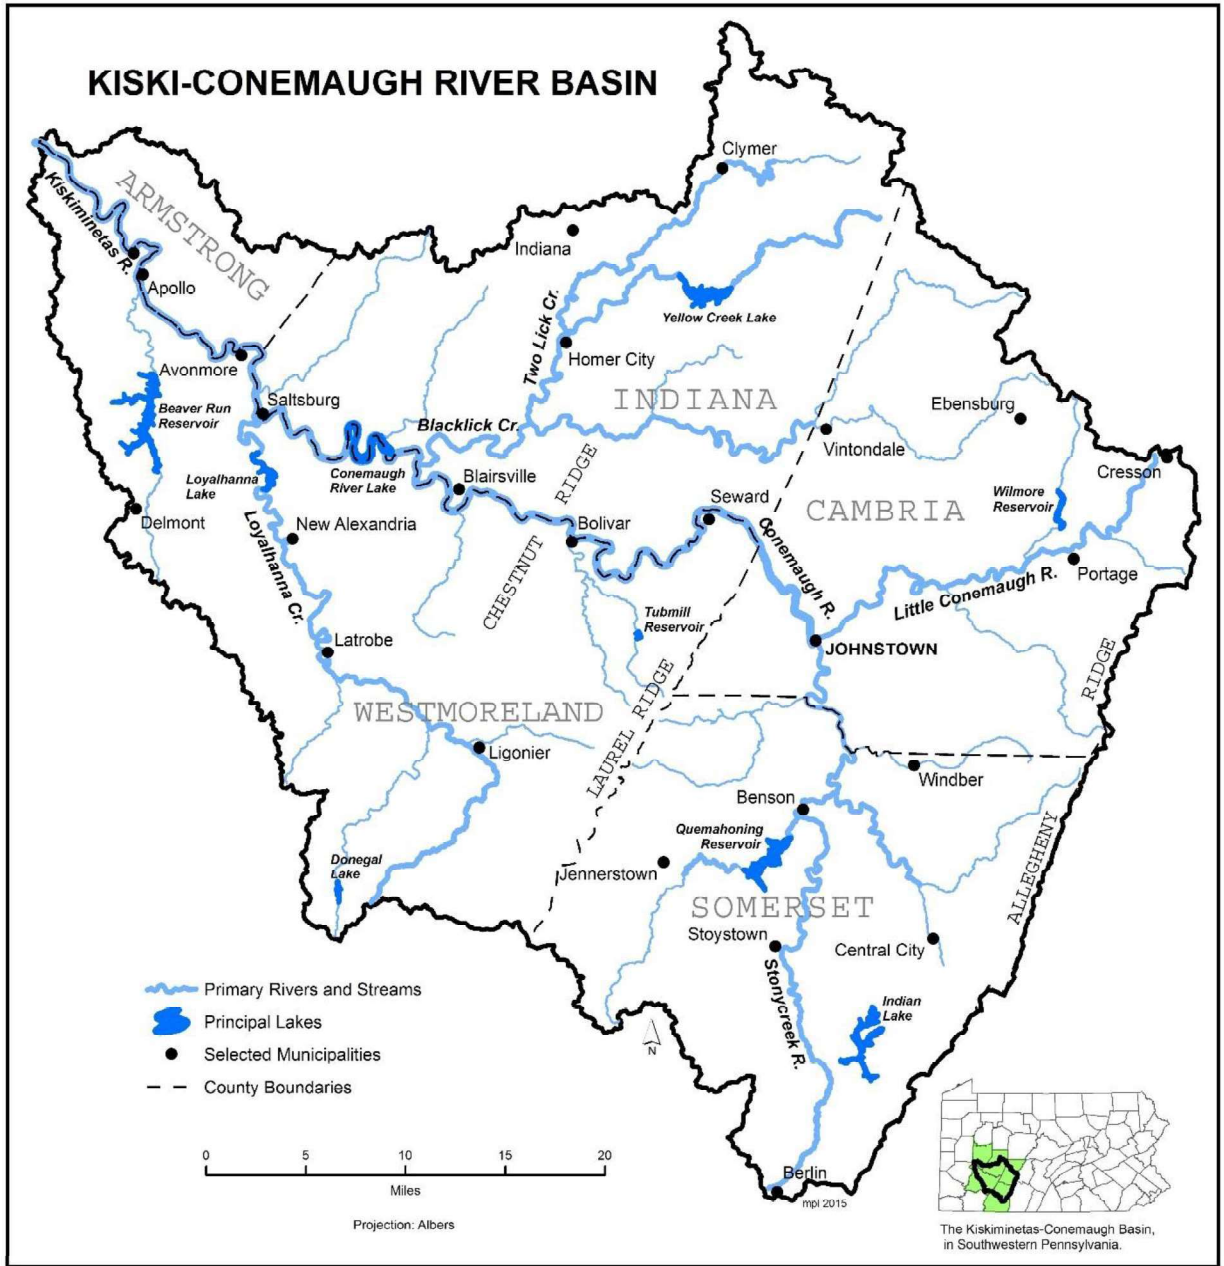 KISKI-CONEMAUGH RIVER BASIN
Clymer
Kiskiminetas R.
ARMSTRONG
Indiana
Apollo
Two Lick Cr.
Yellow Creek Lake
Homer City
Avonmore
Saltsburg
INDIANA
Beaver Run
Reservoir
Blacklick Cr.
Ebensburg
Vintondale
Cresson
Loyalhanna
Lake
Conemaugh
River Lake
Blairsville
RIDGE
Seward
CAMBRIA
Wilmore
Reservoir
Delmont
New Alexandria
Bolivar
CHESTNUT
Conemaugh R.
Portage
Loyalhanna Cr.
Little Conemaugh R.
Tubmill
Reservoir
Latrobe
JOHNSTOWN
RIDGE
WESTMORELAND
LAUREL RIDGE
Ligonier
Windber
Benson
Quemahoning
Reservoir
Donegal
Lake
Jennerstown
ALLEGHENY
SOMERSET
Stoystown
Central City
Stonycreek R.
Indian
Lake
Primary Rivers and Streams
Principal Lakes
Selected Municipalities
County Boundaries
N
0 5 10 15 20
Miles
Projection: Albers
Berlin
mpl 2015
The Kiskiminetas-Conemaugh Basin,
in Southwestern Pennsylvania.